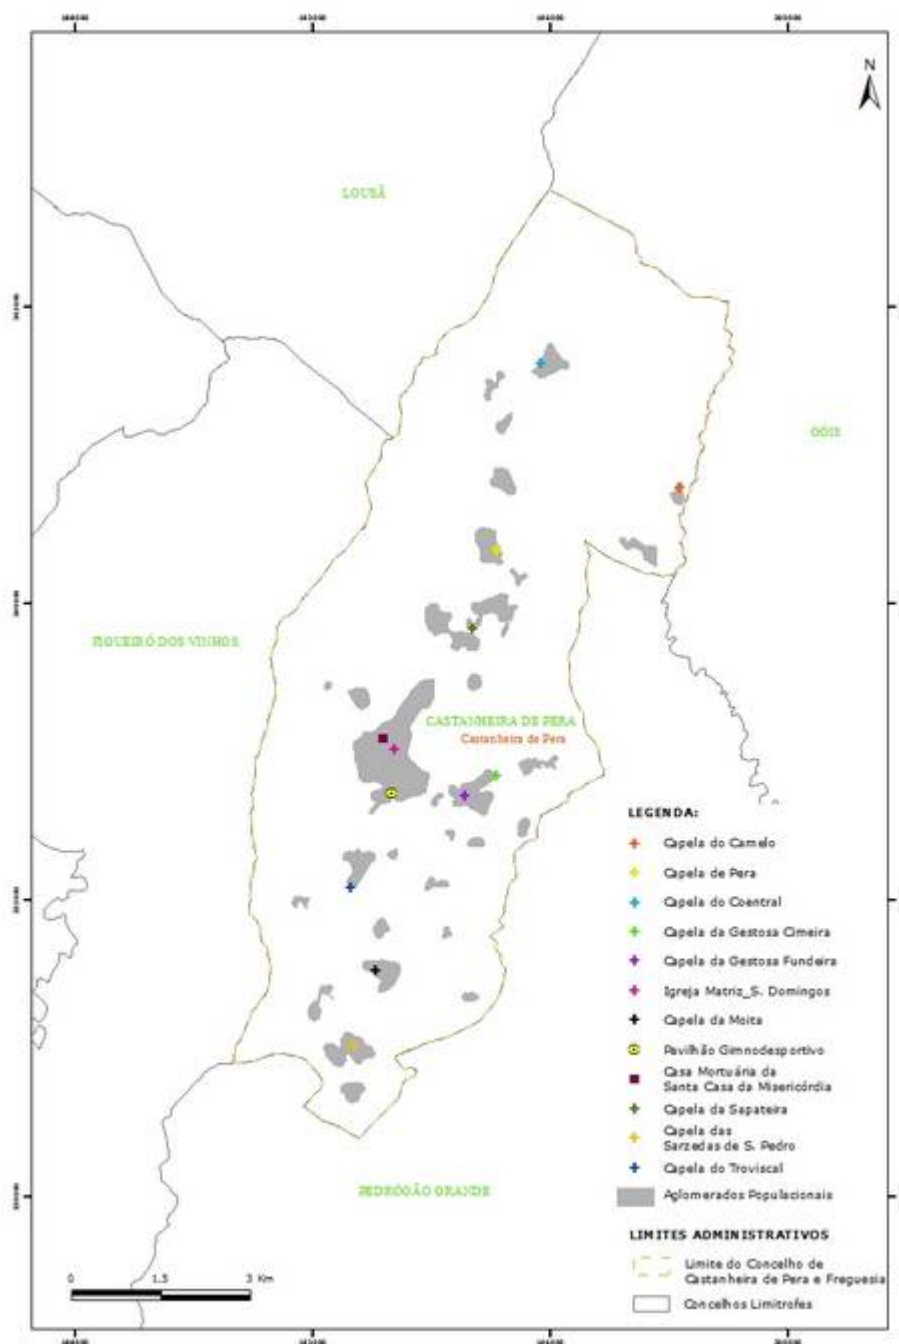 N
LOUSÃ
GÓIS
FIGUEIRÓ DOS VINHOS
CASTANHEIRA DE PERA
Castanheira de Pera
PEDRÓGÃO GRANDE
LEGENDA:
Capela do Camelo
Capela de Pera
Capela do Coentral
Capela da Gestosa Cimeira
Capela da Gestosa Fundeira
Igreja Matriz_S. Domingos
Capela da Moita
Pavilhão Gimnodesportivo
Casa Mortuária da
Santa Casa da Misericórdia
Capela da Sapateira
Capela das
Sarzedas de S. Pedro
Capela do Troviscal
Aglomerados Populacionais
LIMITES ADMINISTRATIVOS
Limite do Concelho de
Castanheira de Pera e Freguesia
Concelhos Limítrofes
0 1.5 3 Km